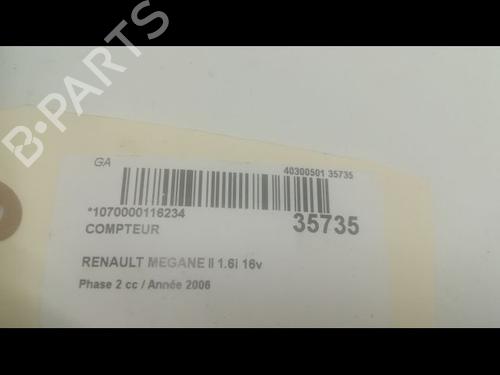 B-PARTS
GA
40300501 35735
*1070000116234
35735
COMPTEUR
RENAULT MEGANE II 1.6i 16v
Phase 2 cc / Année 2006